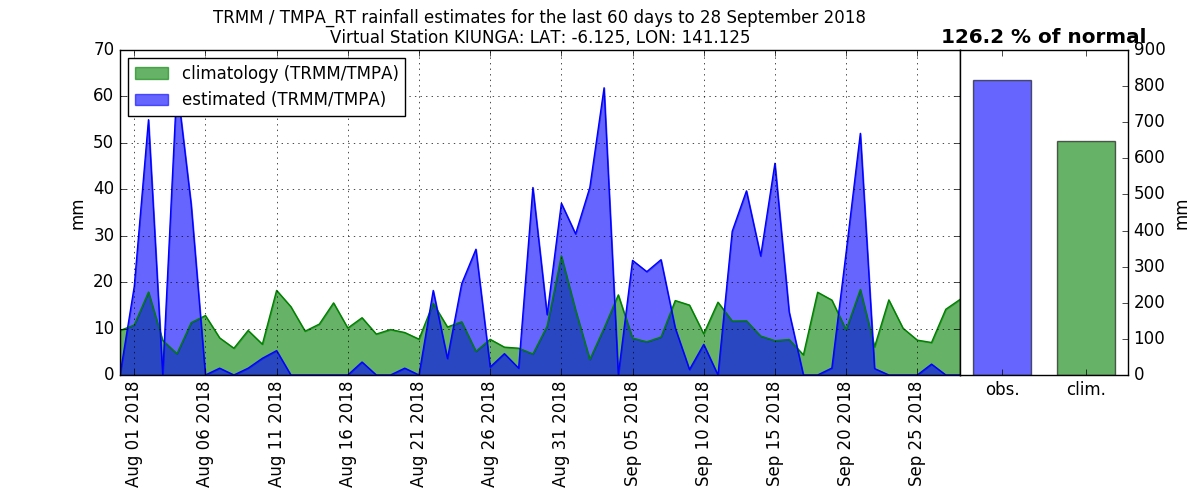 TRMM / TMPA_RT rainfall estimates for the last 60 days to 28 September 2018
Virtual Station KIUNGA: LAT: -6.125, LON: 141.125
126.2 % of normal
climatology (TRMM/TMPA)
estimated (TRMM/TMPA)
70
60
50
40
30
20
10
0
mm
Aug 01 2018
Aug 06 2018
Aug 11 2018
Aug 16 2018
Aug 21 2018
Aug 26 2018
Aug 31 2018
Sep 05 2018
Sep 10 2018
Sep 15 2018
Sep 20 2018
Sep 25 2018
900
800
700
600
500
400
300
200
100
0
mm
obs.
clim.